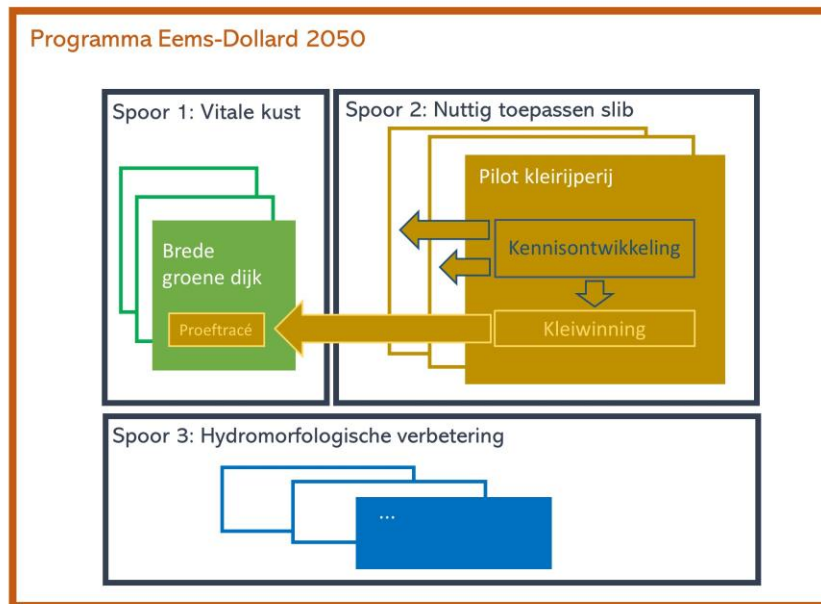 Programma Eems-Dollard 2050
Spoor 1: Vitale kust
Brede
groene dijk
Proeftracé
Spoor 2: Nuttig toepassen slib
Pilot kleirijperij
Kennisontwikkeling
Kleiwinning
Spoor 3: Hydromorfologische verbetering
...